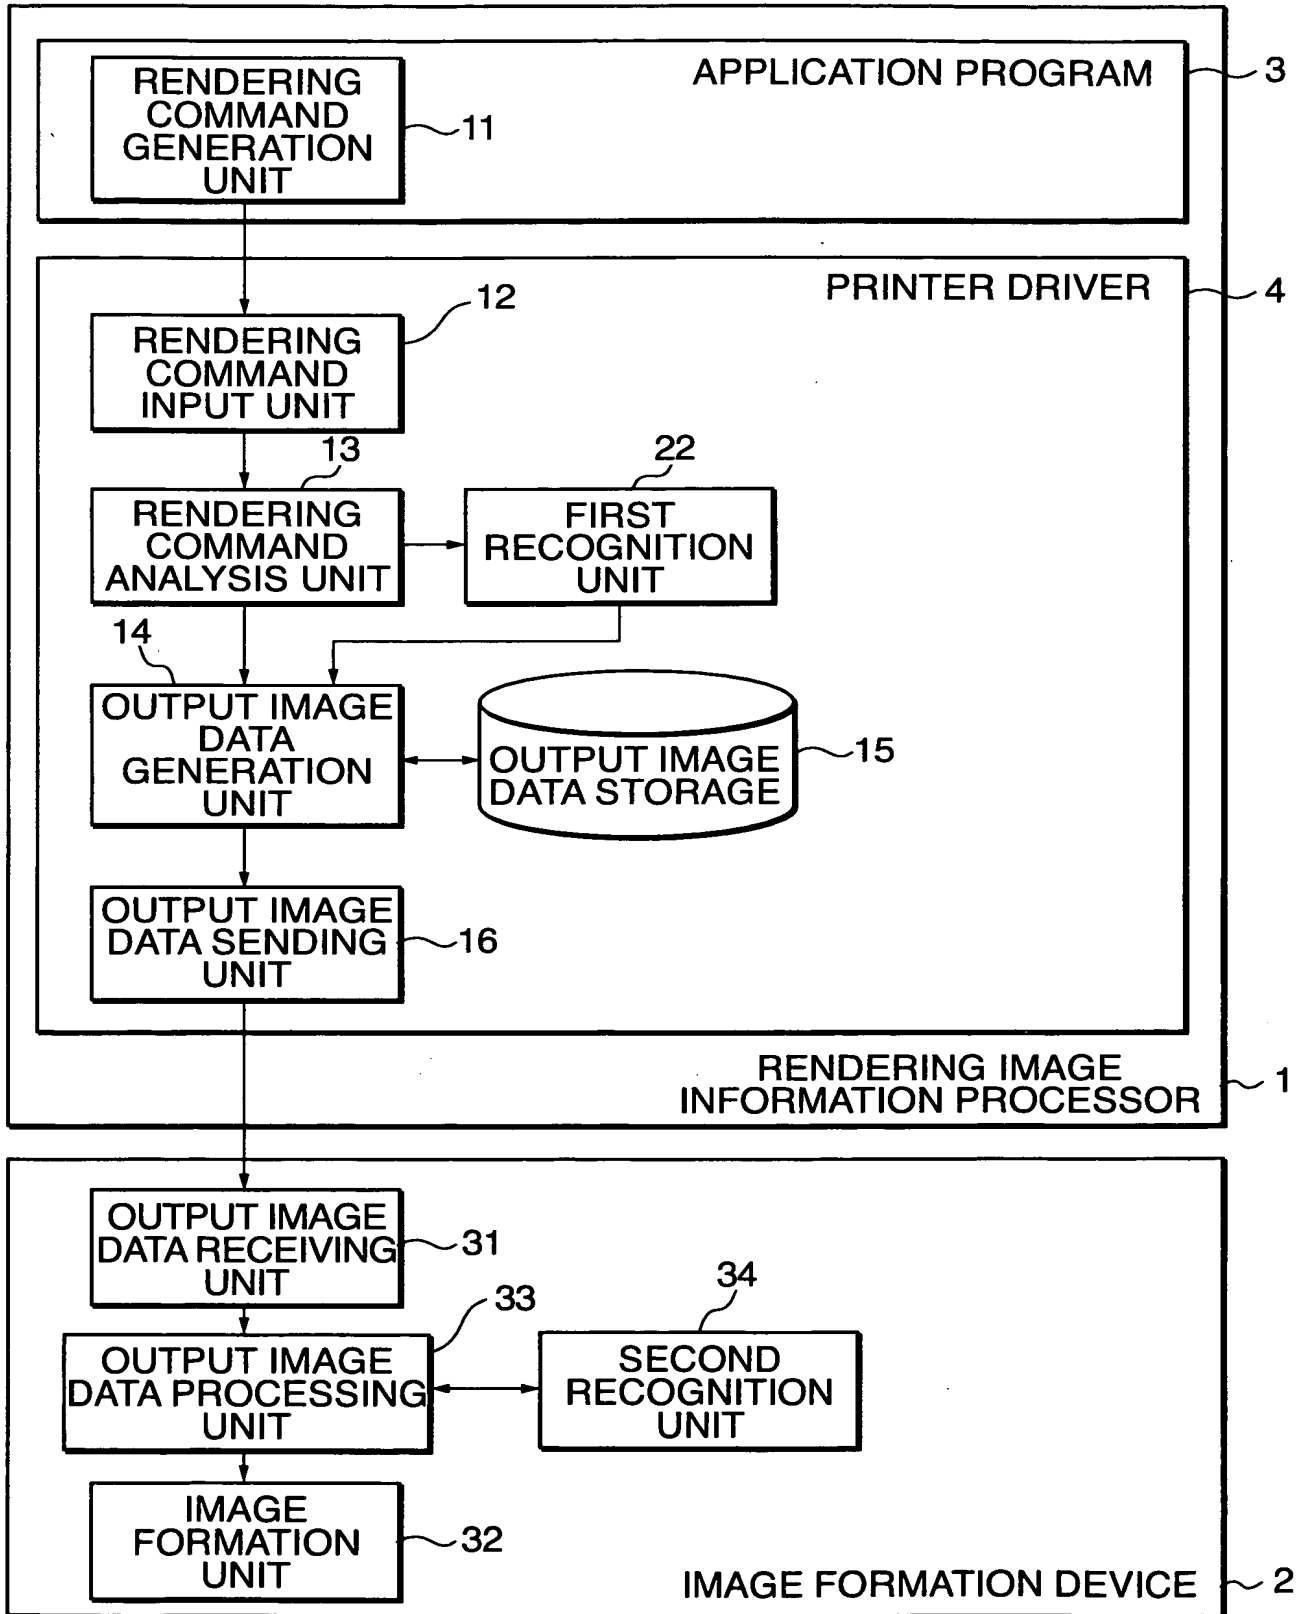 APPLICATION PROGRAM
3
RENDERING
COMMAND
GENERATION
UNIT
11
PRINTER DRIVER
4
12
RENDERING
COMMAND
INPUT UNIT
13
RENDERING
COMMAND
ANALYSIS UNIT
22
FIRST
RECOGNITION
UNIT
14
OUTPUT IMAGE
DATA
GENERATION
UNIT
OUTPUT IMAGE
DATA STORAGE
15
OUTPUT IMAGE
DATA SENDING
UNIT
16
RENDERING IMAGE
INFORMATION PROCESSOR
1
OUTPUT IMAGE
DATA RECEIVING
UNIT
31
33
OUTPUT IMAGE
DATA PROCESSING
UNIT
34
SECOND
RECOGNITION
UNIT
IMAGE
FORMATION
UNIT
32
IMAGE FORMATION DEVICE
2